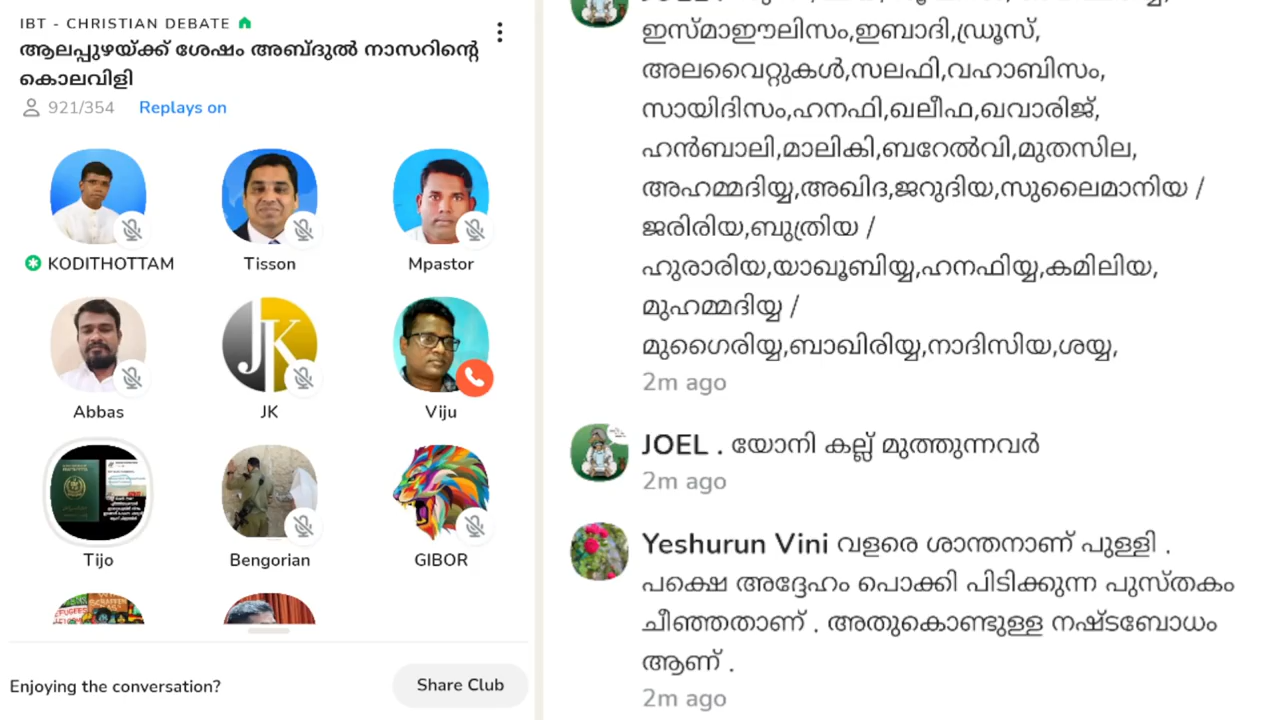 IBT - CHRISTIAN DEBATE
ആലപ്പുഴയ്ക്ക് ശേഷം അബ്ദുൽ നാസറിന്റെ
കൊലവിളി
921/354 Replays on
KODITHOTTAM
Tisson
Mpastor
Abbas
JK
JK
Viju
Tijo
Bengorian
GIBOR
Enjoying the conversation?
Share Club
ഇസ്മാഈലിസം,ഇബാദി,ഡ്രൂസ്,
അലവൈറ്റുകൾ,സലഫി,വഹാബിസം,
സായിദിസം,ഹനഫി,ഖലീഫ,ഖവാരിജ്,
ഹൻബാലി,മാലികി,ബറേൽവി,മുതസില,
അഹമ്മദിയ്യ,അഖിദ,ജറുദിയ,സുലൈമാനിയ /
ജരിരിയ,ബുത്രിയ /
ഹുരാരിയ,യാഖൂബിയ്യ,ഹനഫിയ്യ,കമിലിയ,
മുഹമ്മദിയ്യ /
മുഗൈരിയ്യ,ബാഖിരിയ്യ,നാദിസിയ,ശയ്യ,
2m ago
JOEL . യോനി കല്ല് മുത്തുന്നവർ
2m ago
Yeshurun Vini വളരെ ശാന്തനാണ് പുള്ളി .
പക്ഷെ അദ്ദേഹം പൊക്കി പിടിക്കുന്ന പുസ്തകം
ചീഞ്ഞതാണ് . അതുകൊണ്ടുള്ള നഷ്ടബോധം
ആണ് .
2m ago